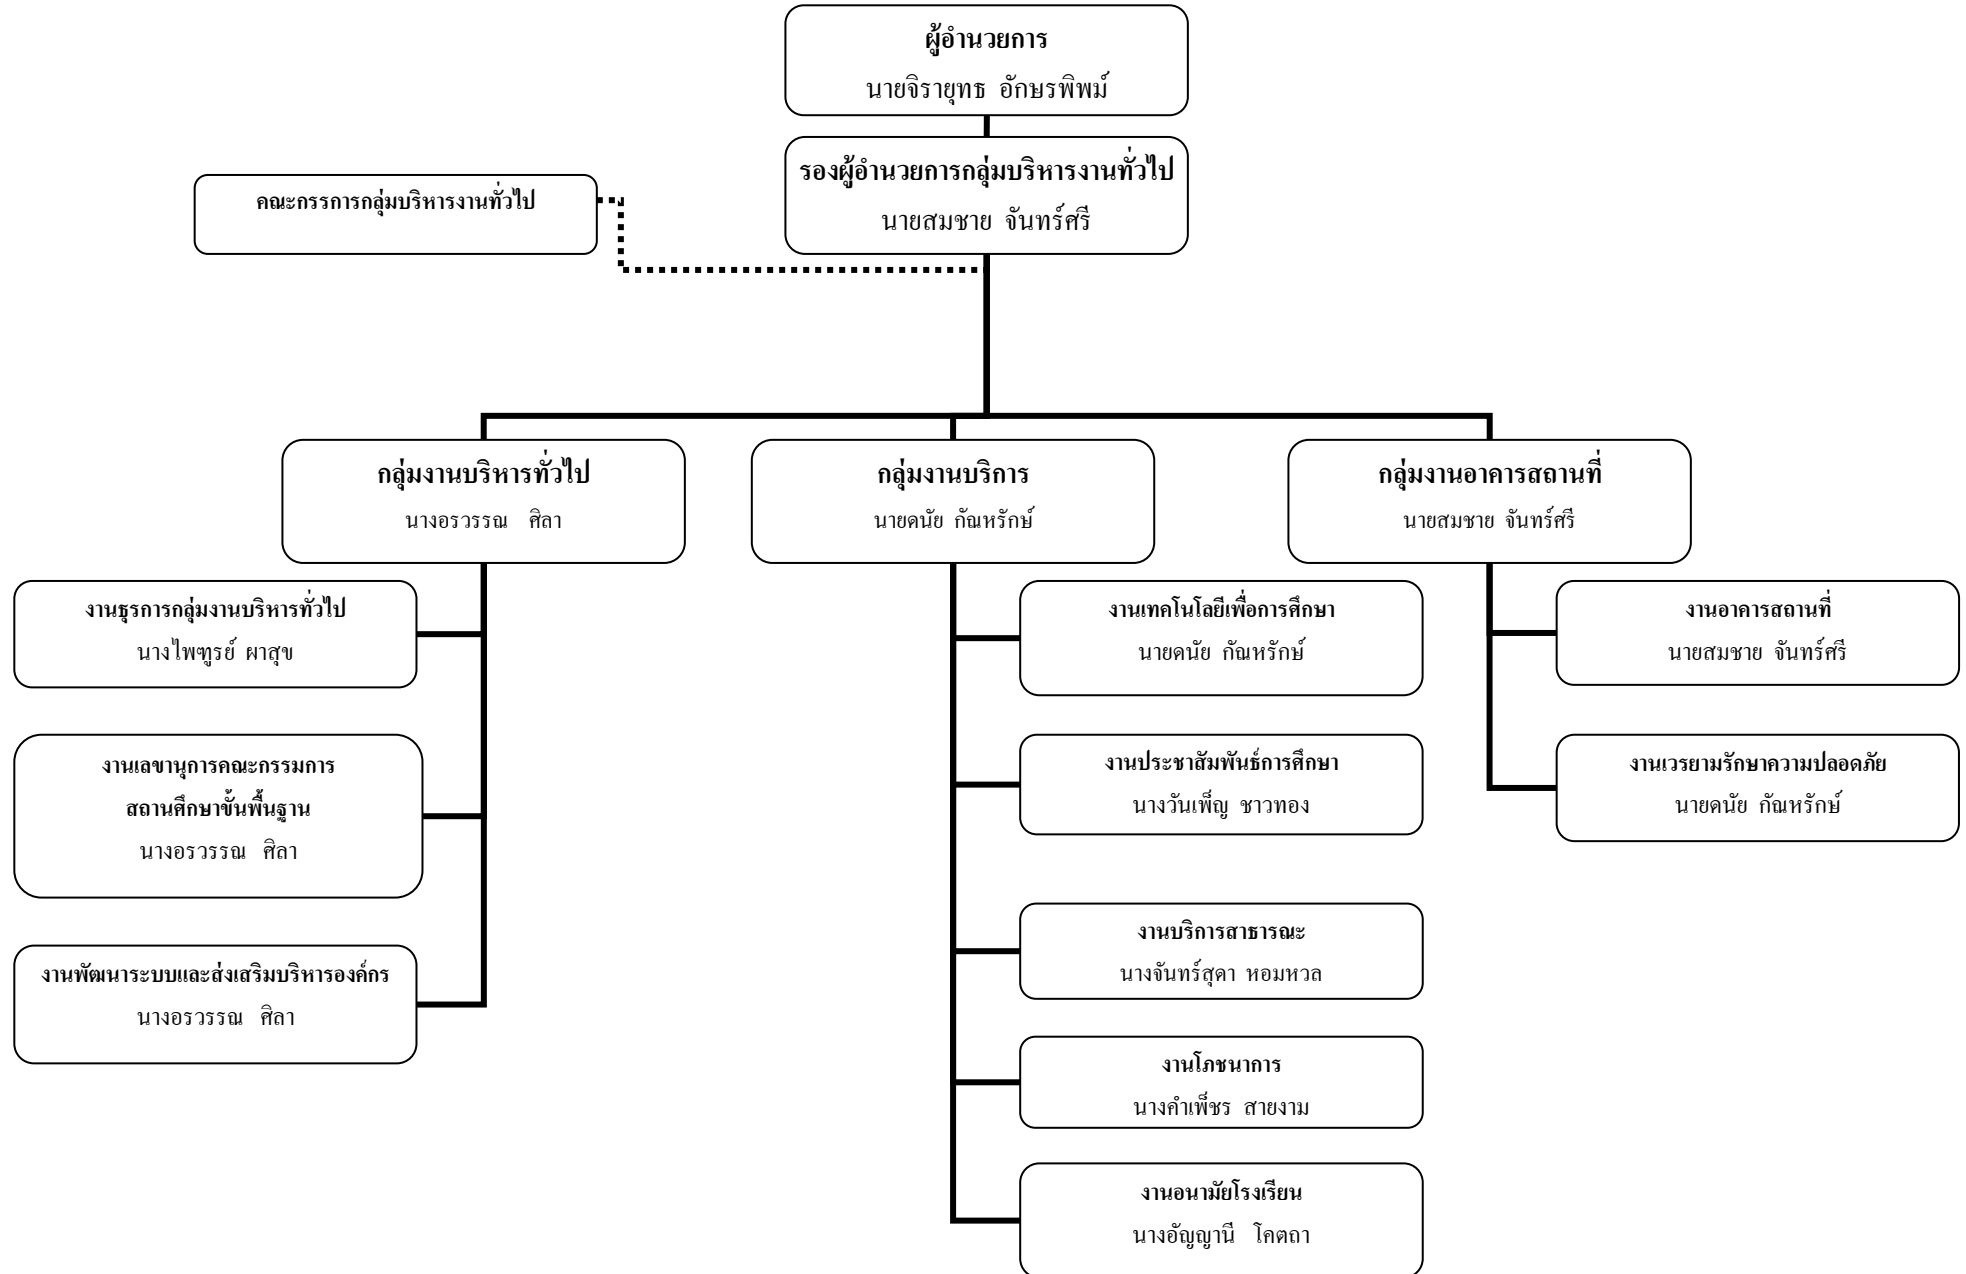 ผู้อำนวยการ
นายจิรายุทธ อักษรพิพม์
รองผู้อำนวยการกลุ่มบริหารงานทั่วไป
นายสมชาย จันทร์ศรี
คณะกรรการกลุ่มบริหารงานทั่วไป
กลุ่มงานบริหารทั่วไป
นางอรวรรณ ศิลา
กลุ่มงานบริการ
นายดนัย กัณหรักษ์
กลุ่มงานอาคารสถานที่
นายสมชาย จันทร์ศรี
งานธุรการกลุ่มงานบริหารทั่วไป
นางไพฑูรย์ ผาสุข
งานเลขานุการคณะกรรมการ
สถานศึกษาขั้นพื้นฐาน
นางอรวรรณ ศิลา
งานพัฒนาระบบและส่งเสริมบริหารองค์กร
นางอรวรรณ ศิลา
งานเทคโนโลยีเพื่อการศึกษา
นายดนัย กัณหรักษ์
งานประชาสัมพันธ์การศึกษา
นางวันเพ็ญ ชาวทอง
งานบริการสาธารณะ
นางจันทร์สุดา หอมหวล
งานโภชนาการ
นางคำเพ็ชร สายงาม
งานอนามัยโรงเรียน
นางอัญญานี โคตถา
งานอาคารสถานที่
นายสมชาย จันทร์ศรี
งานเวรยามรักษาความปลอดภัย
นายดนัย กัณหรักษ์